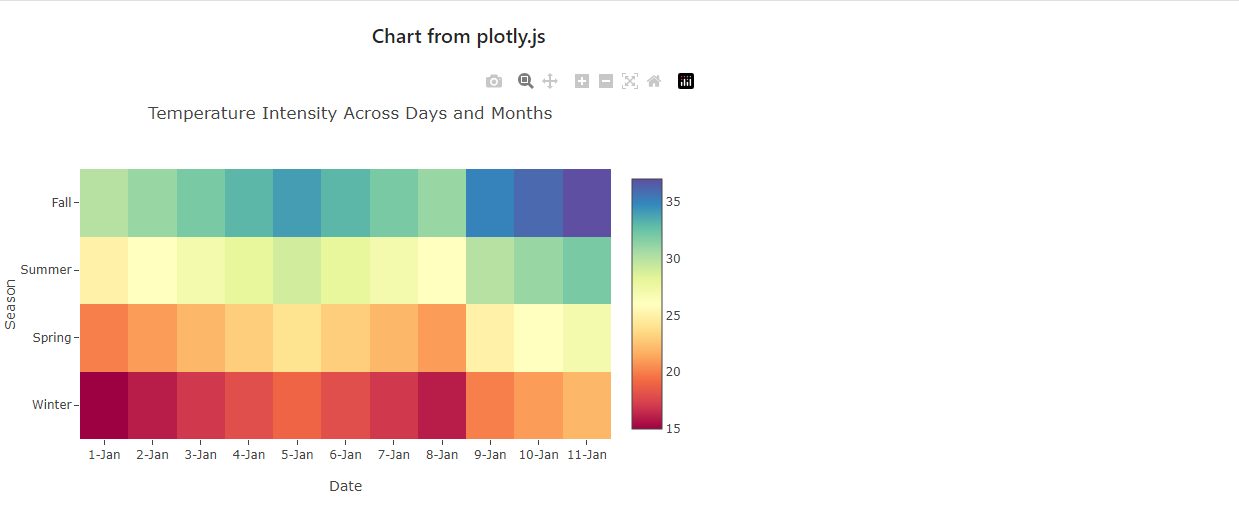 Chart from plotly.js
Temperature Intensity Across Days and Months
Season
Fall
Summer
Spring
Winter
1-Jan 2-Jan 3-Jan 4-Jan 5-Jan 6-Jan 7-Jan 8-Jan 9-Jan 10-Jan 11-Jan
Date
35
30
25
20
15